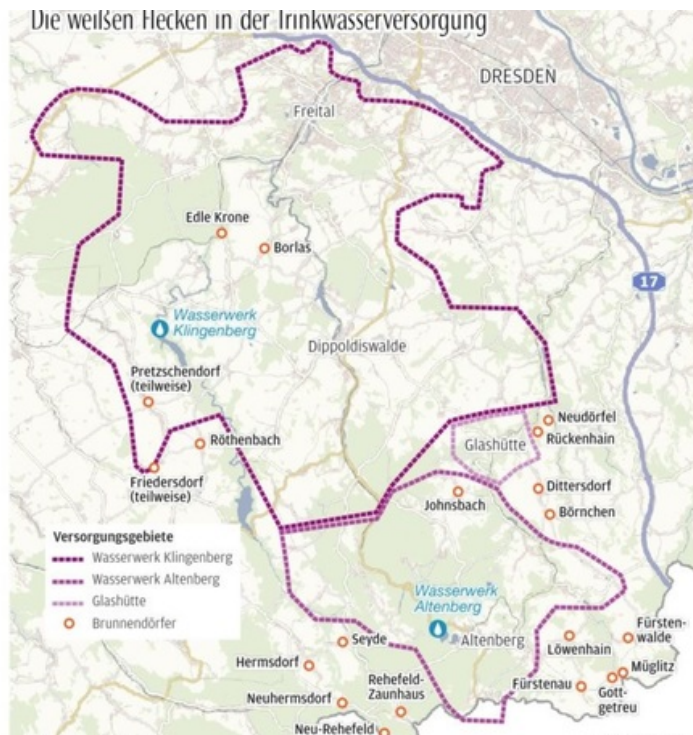 Die weißen Flecken in der Trinkwasserversorgung
DRESDEN
Freital
Edle Krone
Borlas
17
Wasserwerk
Klingenberg
Dippoldiswalde
Pretzschendorf
(teilweise)
Neudörfel
Rückenhain
Glashütte
Röthenbach
Friedersdorf
(teilweise)
Johnsbach
Dittersdorf
Börnchen
Versorgungsgebiete
Wasserwerk Klingenberg
Wasserwerk Altenberg
Glashütte
Brunnendörfer
Wasserwerk
Altenberg
Altenberg
Seyde
Löwenhain
Fürsten-
walde
Müglitz
Hermsdorf
Rehefeld-
Zaunhaus
Fürstenau
Gott-
getreu
Neuhermsdorf
Neu-Rehefeld